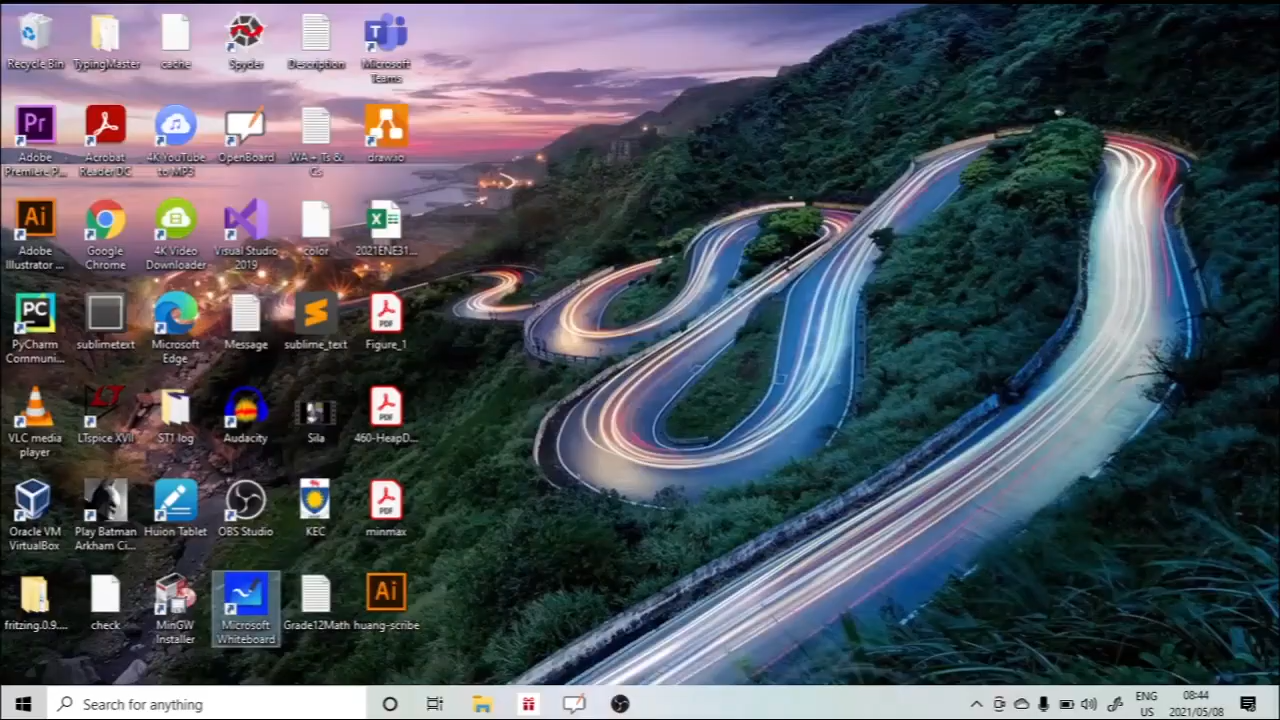 Recycle Bin
TypingMaster
cache
Spyder
Description
Microsoft
Teams
Adobe
Premiere P...
Acrobat
Reader DC
4K YouTube
to MP3
OpenBoard
WA + Ts &
Cs
draw.io
Adobe
Illustrator ...
Google
Chrome
4K Video
Downloader
Visual Studio
2019
color
2021ENE31...
PyCharm
Communi...
sublimetext
Microsoft
Edge
Message
sublime_text
Figure_1
VLC media
player
LTspice XVII
ST1 log
Audacity
Sila
460-HeapD...
Oracle VM
VirtualBox
Play Batman
Arkham Ci...
Huion Tablet
OBS Studio
KEC
minmax
fritzing.0.9....
check
MinGW
Installer
Microsoft
Whiteboard
Grade12Math
huang-scribe
Search for anything
ENG
US
08:44
2021/05/08